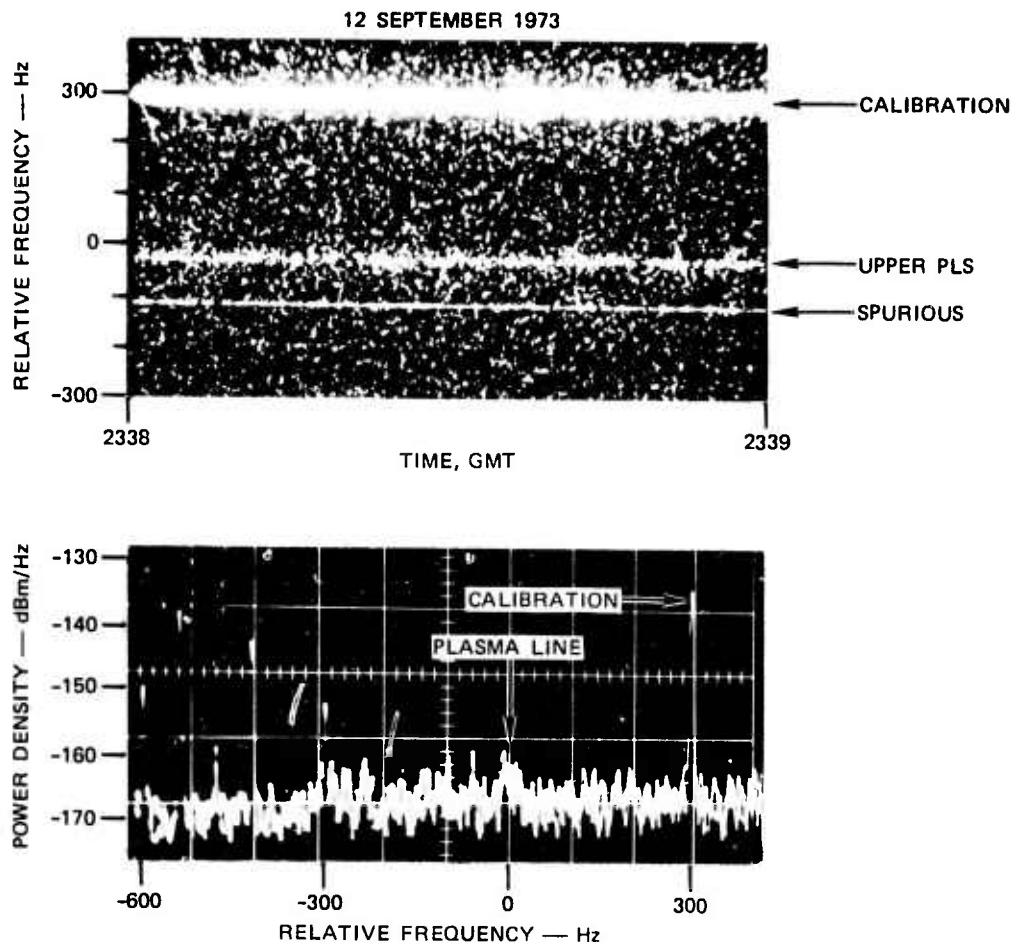 12 SEPTEMBER 1973
RELATIVE FREQUENCY — Hz
300
0
-300
CALIBRATION
UPPER PLS
SPURIOUS
2338
2339
TIME, GMT
POWER DENSITY — dBm/Hz
-130
-140
-150
-160
-170
CALIBRATION
PLASMA LINE
-600
-300
0
300
RELATIVE FREQUENCY — Hz